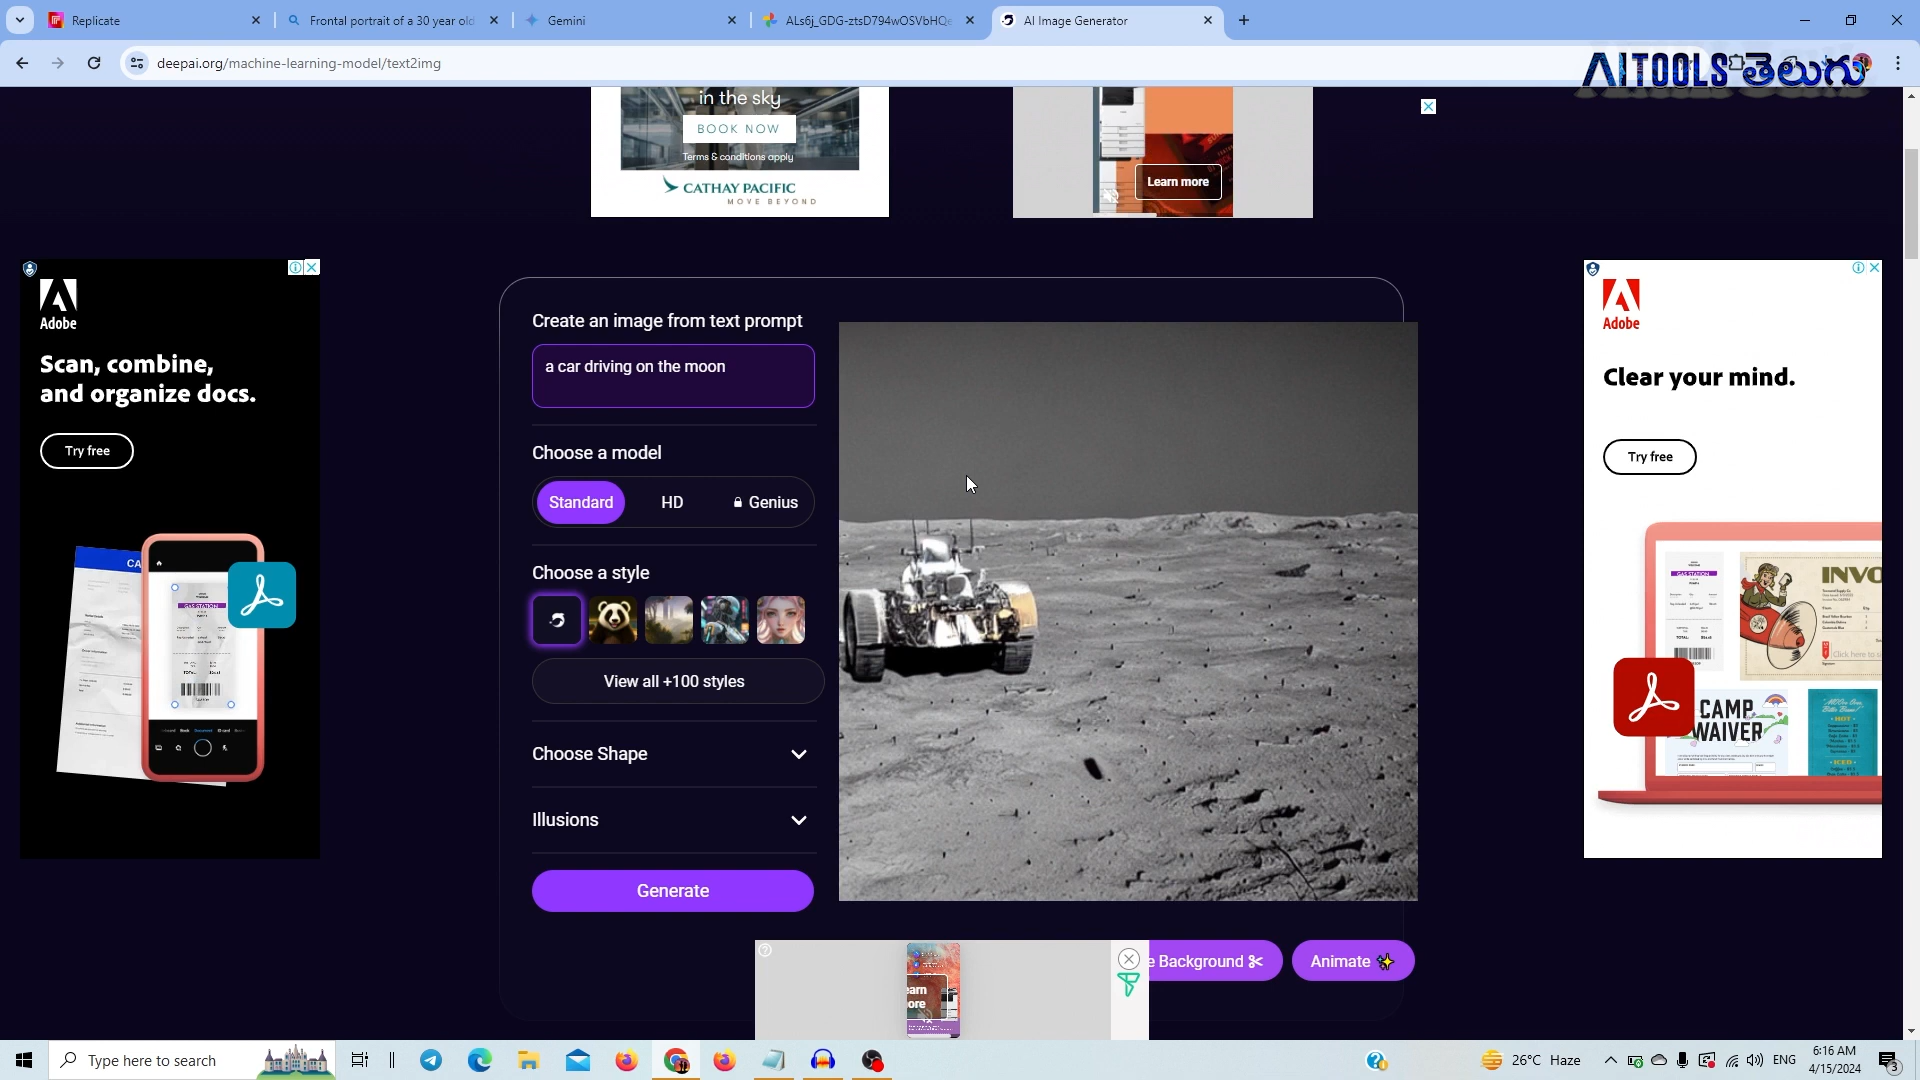 Replicate
Frontal portrait of a 30 year old
Gemini
ALs6j_GDG-ztsD794wOSVbHQe
AI Image Generator
deepai.org/machine-learning-model/text2img
AITOOLS తెలుగు
in the sky
BOOK NOW
Terms & conditions apply
CATHAY PACIFIC
MOVE BEYOND
Learn more
Adobe
Scan, combine,
and organize docs.
Try free
Create an image from text prompt
a car driving on the moon
Choose a model
Standard
HD
Genius
Choose a style
View all +100 styles
Choose Shape
Illusions
Generate
e Background
Animate
earn
ore
Adobe
Clear your mind.
Try free
INVO
CAMP
WAIVER
Type here to search
26°C Haze
ENG
6:16 AM
4/15/2024
3